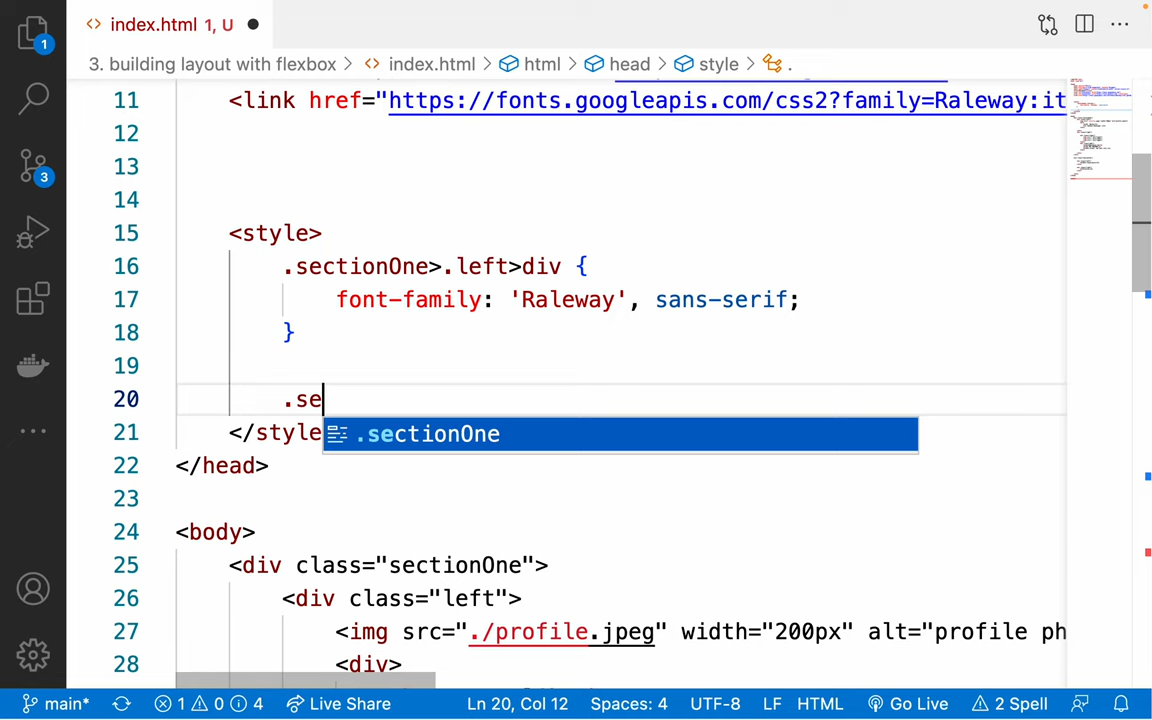 index.html 1, U
3. building layout with flexbox > index.html > html > head > style > .
11 <link href="https://fonts.googleapis.com/css2?family=Raleway:it
12
13
14
15 <style>
16 .sectionOne>.left>div {
17 font-family: 'Raleway', sans-serif;
18 }
19
20 .se
21 </style
.sectionOne
22 </head>
23
24 <body>
25 <div class="sectionOne">
26 <div class="left">
27 <img src="./profile.jpeg" width="200px" alt="profile ph
28 <div>
1
3
main* 1 0 4 Live Share Ln 20, Col 12 Spaces: 4 UTF-8 LF HTML Go Live 2 Spell